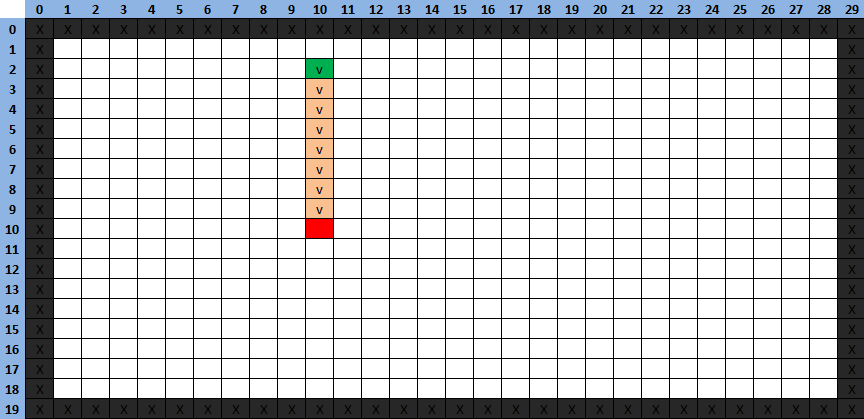 0 1 2 3 4 5 6 7 8 9 10 11 12 13 14 15 16 17 18 19 20 21 22 23 24 25 26 27 28 29
0 X X X X X X X X X X X X X X X X X X X X X X X X X X X X X X
1 X X
2 X v X
3 X v X
4 X v X
5 X v X
6 X v X
7 X v X
8 X v X
9 X v X
10 X X
11 X X
12 X X
13 X X
14 X X
15 X X
16 X X
17 X X
18 X X
19 X X X X X X X X X X X X X X X X X X X X X X X X X X X X X X